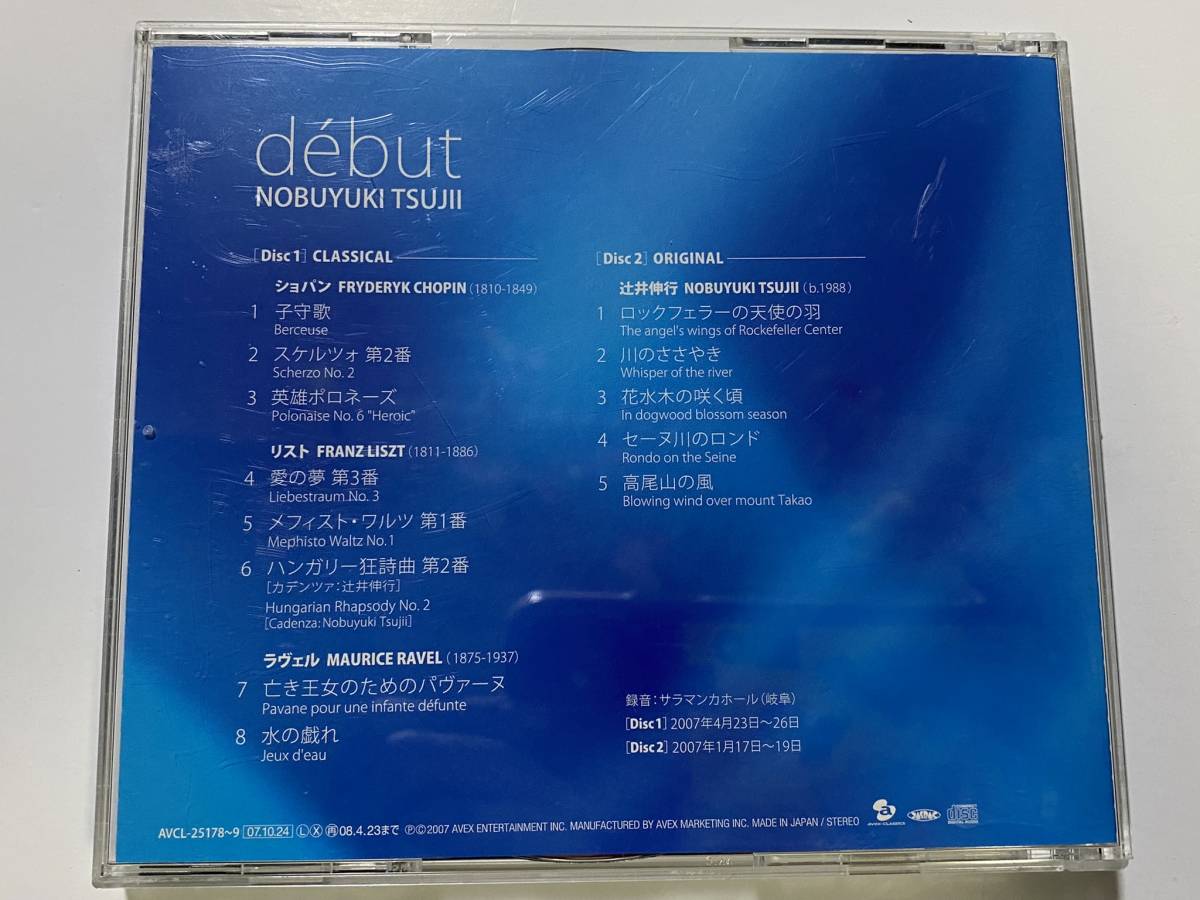 début
NOBUYUKI TSUJII
[Disc 1] CLASSICAL
ショパン FRYDERYK CHOPIN (1810-1849)
1 子守歌
Berceuse
2 スケルツォ 第2番
Scherzo No. 2
3 英雄ポロネーズ
Polonaise No. 6 "Heroic"
リスト FRANZ LISZT (1811-1886)
4 愛の夢 第3番
Liebestraum No. 3
5 メフィスト・ワルツ 第1番
Mephisto Waltz No. 1
6 ハンガリー狂詩曲 第2番
[カデンツァ:辻井伸行]
Hungarian Rhapsody No. 2
[Cadenza: Nobuyuki Tsujii]
ラヴェル MAURICE RAVEL (1875-1937)
7 亡き王女のためのパヴァーヌ
Pavane pour une infante défunte
8 水の戯れ
Jeux d'eau
[Disc 2] ORIGINAL
辻井伸行 NOBUYUKI TSUJII (b.1988)
1 ロックフェラーの天使の羽
The angel's wings of Rockefeller Center
2 川のささやき
Whisper of the river
3 花水木の咲く頃
In dogwood blossom season
4 セーヌ川のロンド
Rondo on the Seine
5 高尾山の風
Blowing wind over mount Takao
録音:サラマンカホール(岐阜)
[Disc 1] 2007年4月23日〜26日
[Disc 2] 2007年1月17日〜19日
AVCL-25178~9 07.10.24 Ⓛ Ⓧ 再 08.4.23まで ℗©2007 AVEX ENTERTAINMENT INC. MANUFACTURED BY AVEX MARKETING INC. MADE IN JAPAN / STEREO
a
AVEX-CLASSICS
disc
DIGITAL AUDIO